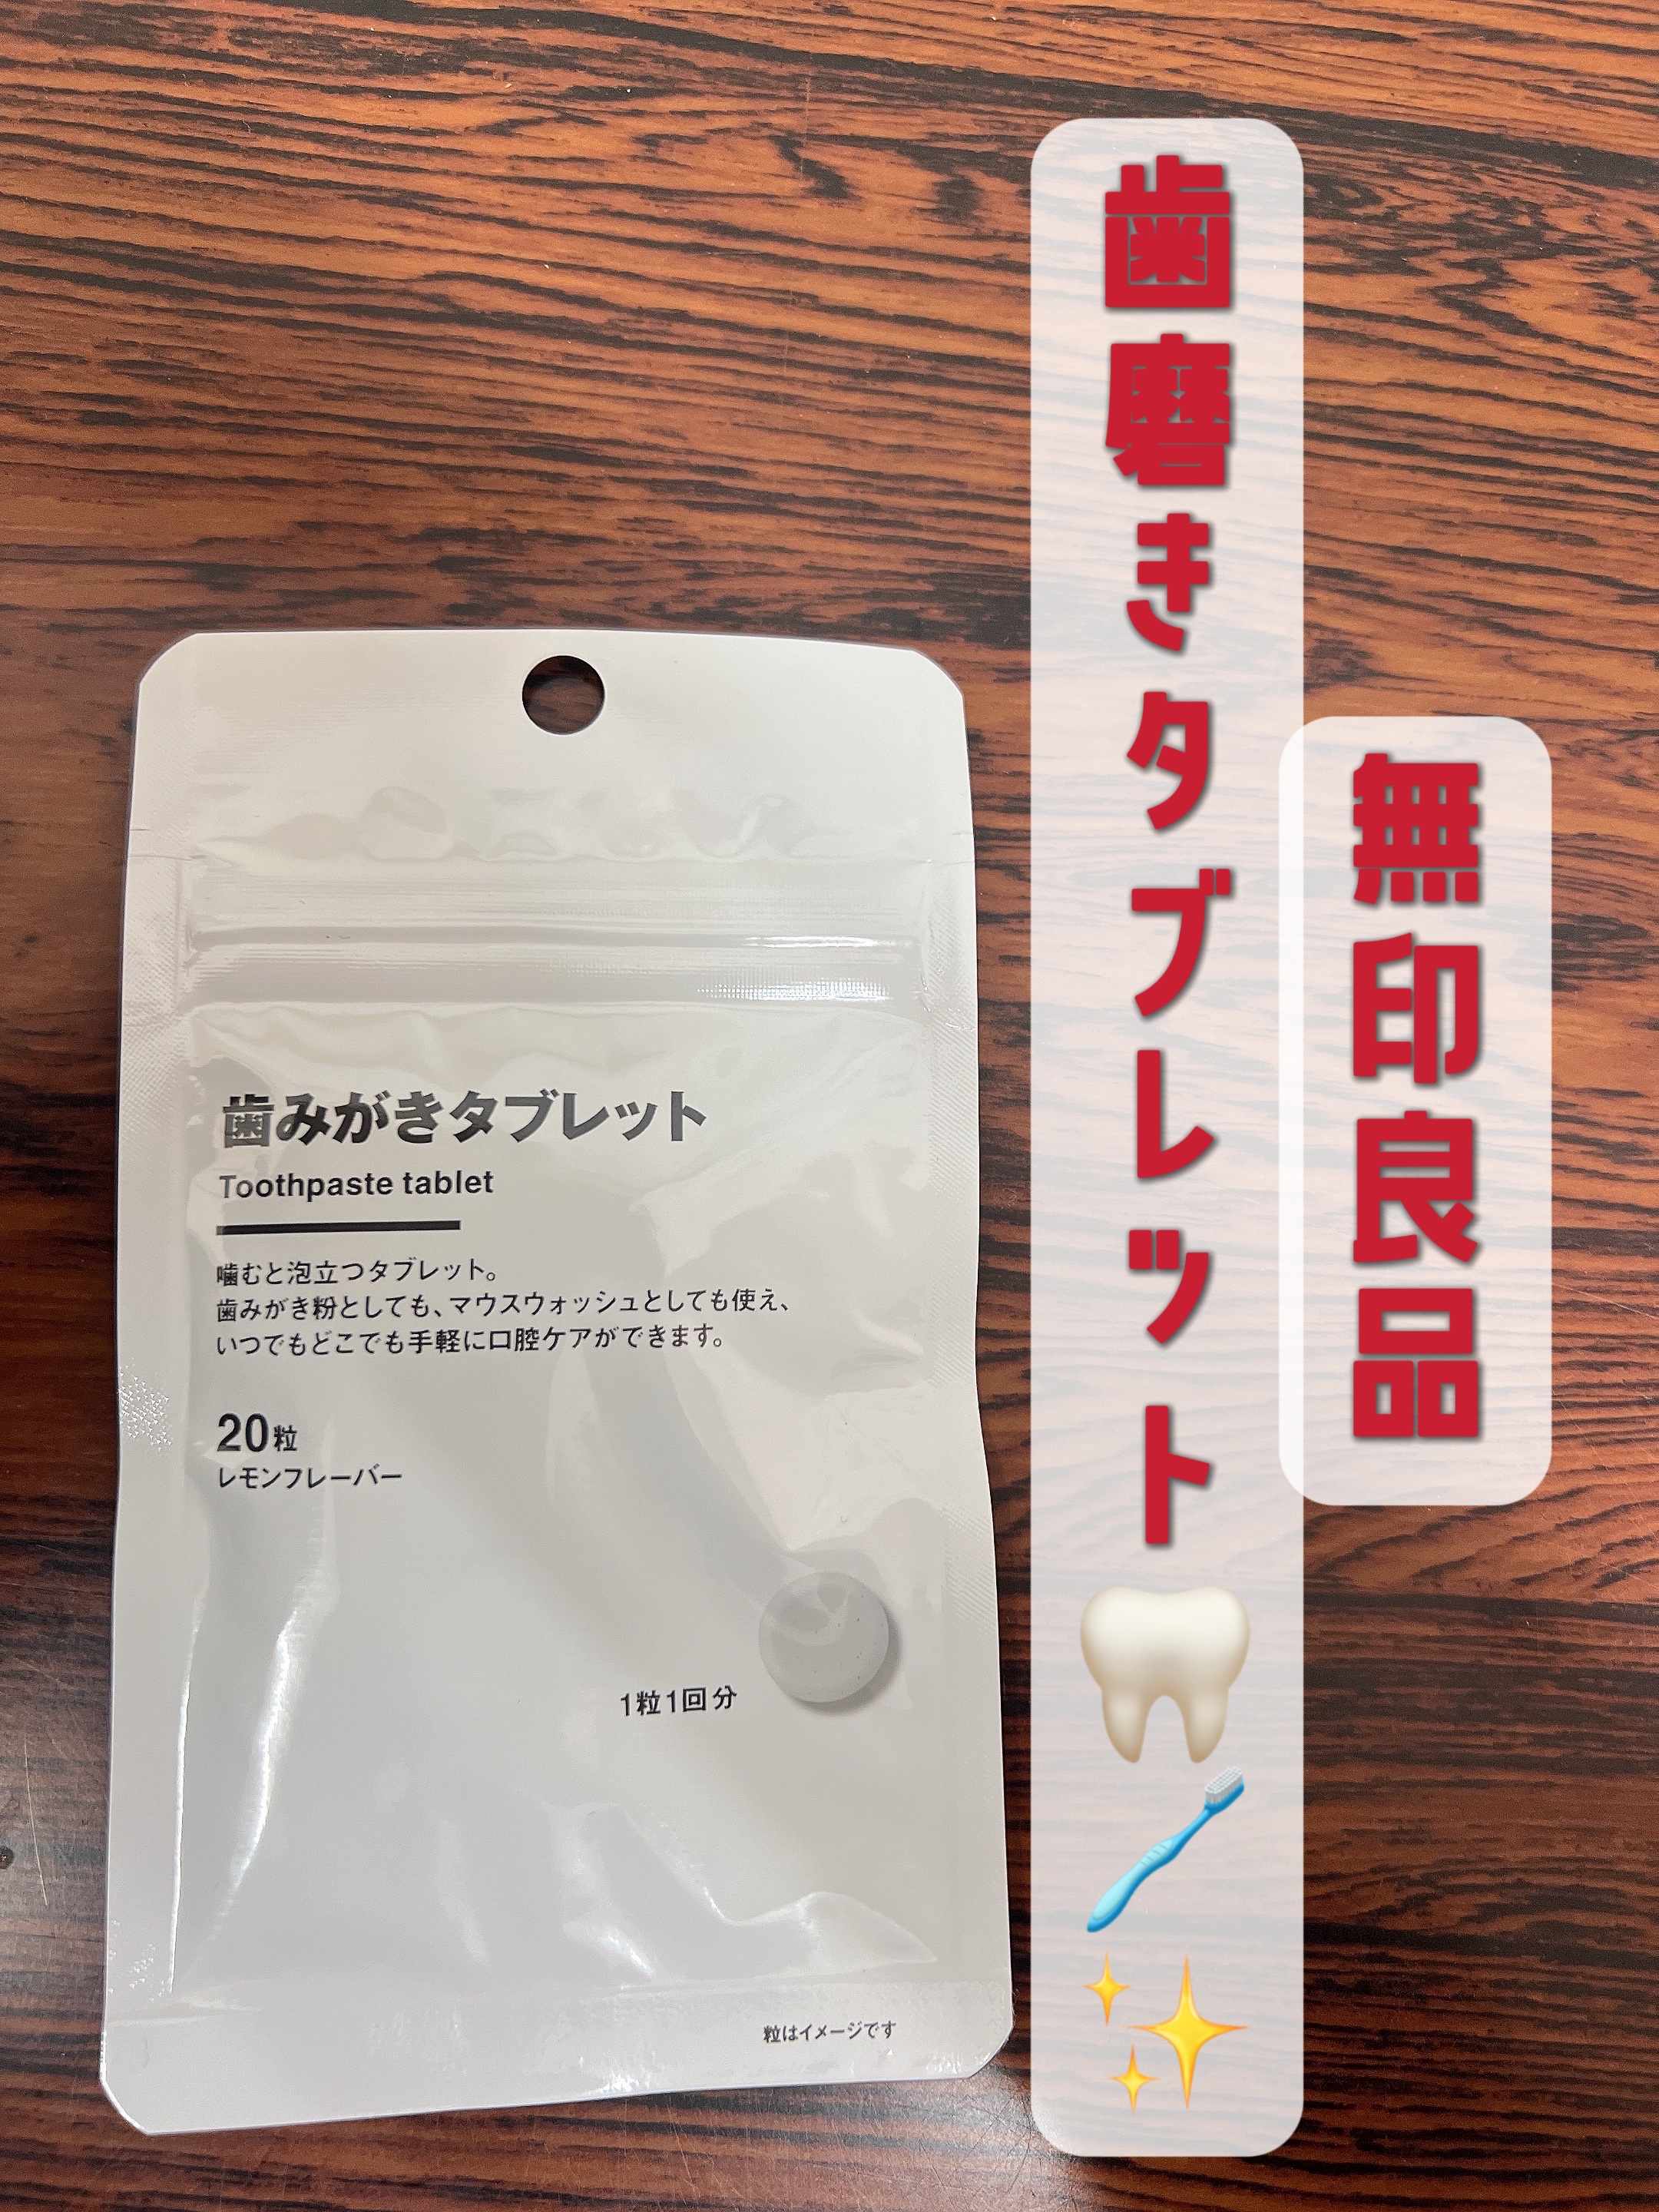 無印良品
歯磨きタブレット🦷🪥✨
歯みがきタブレット
Toothpaste tablet
噛むと泡立つタブレット。
歯みがき粉としても、マウスウォッシュとしても使え、
いつでもどこでも手軽に口腔ケアができます。
20粒
レモンフレーバー
1粒1回分
粒はイメージです